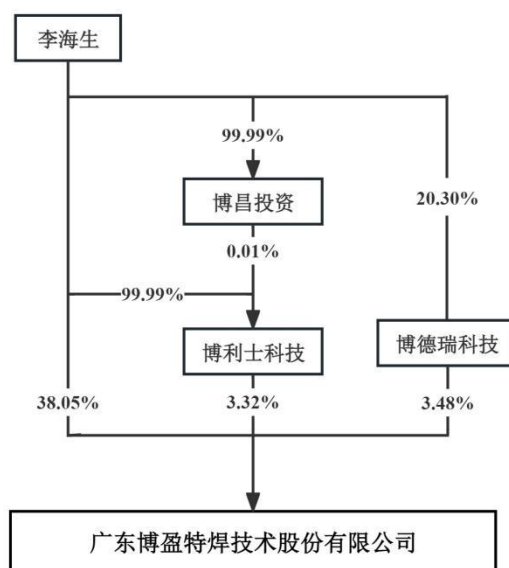 李海生
99.99%
博昌投资
20.30%
0.01%
99.99%
博利士科技
博德瑞科技
38.05%
3.32%
3.48%
广东博盈特焊技术股份有限公司